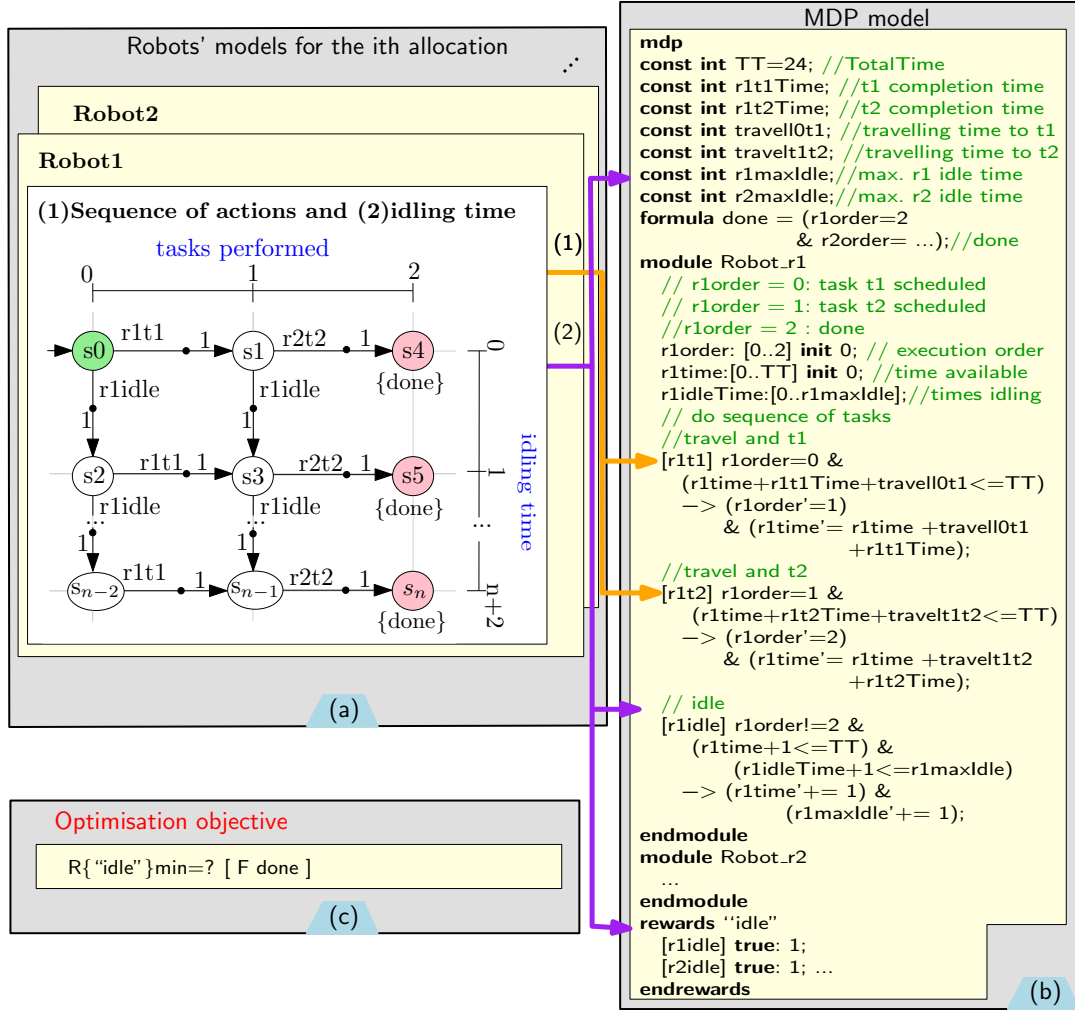 Robots' models for the ith allocation
...
Robot2
Robot1
(1)Sequence of actions and (2)idling time
tasks performed
0 1 2
s0 r1t1 1 s1 r2t2 1 s4
{done}
r1idle r1idle
1 1
s2 r1t1 1 s3 r2t2 1 s5
{done}
r1idle r1idle
... ...
1 1
s_{n−2} r1t1 1 s_{n−1} r2t2 1 s_n
{done}
0
1
...
n+2
idling time
(1)
(2)
(a)
Optimisation objective
R{“idle”}min=? [ F done ]
(c)
MDP model
mdp
const int TT=24; //TotalTime
const int r1t1Time; //t1 completion time
const int r1t2Time; //t2 completion time
const int travell0t1; //travelling time to t1
const int travelt1t2; //travelling time to t2
const int r1maxIdle;//max. r1 idle time
const int r2maxIdle;//max. r2 idle time
formula done = (r1order=2
& r2order= ...);//done
module Robot_r1
// r1order = 0: task t1 scheduled
// r1order = 1: task t2 scheduled
//r1order = 2 : done
r1order: [0..2] init 0; // execution order
r1time:[0..TT] init 0; //time available
r1idleTime:[0..r1maxIdle];//times idling
// do sequence of tasks
//travel and t1
[r1t1] r1order=0 &
(r1time+r1t1Time+travell0t1<=TT)
−> (r1order'=1)
& (r1time'= r1time +travell0t1
+r1t1Time);
//travel and t2
[r1t2] r1order=1 &
(r1time+r1t2Time+travelt1t2<=TT)
−> (r1order'=2)
& (r1time'= r1time +travelt1t2
+r1t2Time);
// idle
[r1idle] r1order!=2 &
(r1time+1<=TT) &
(r1idleTime+1<=r1maxIdle)
−> (r1time'+= 1) &
(r1maxIdle'+= 1);
endmodule
module Robot_r2
...
endmodule
rewards ‘‘idle”
[r1idle] true: 1;
[r2idle] true: 1; ...
endrewards
(b)